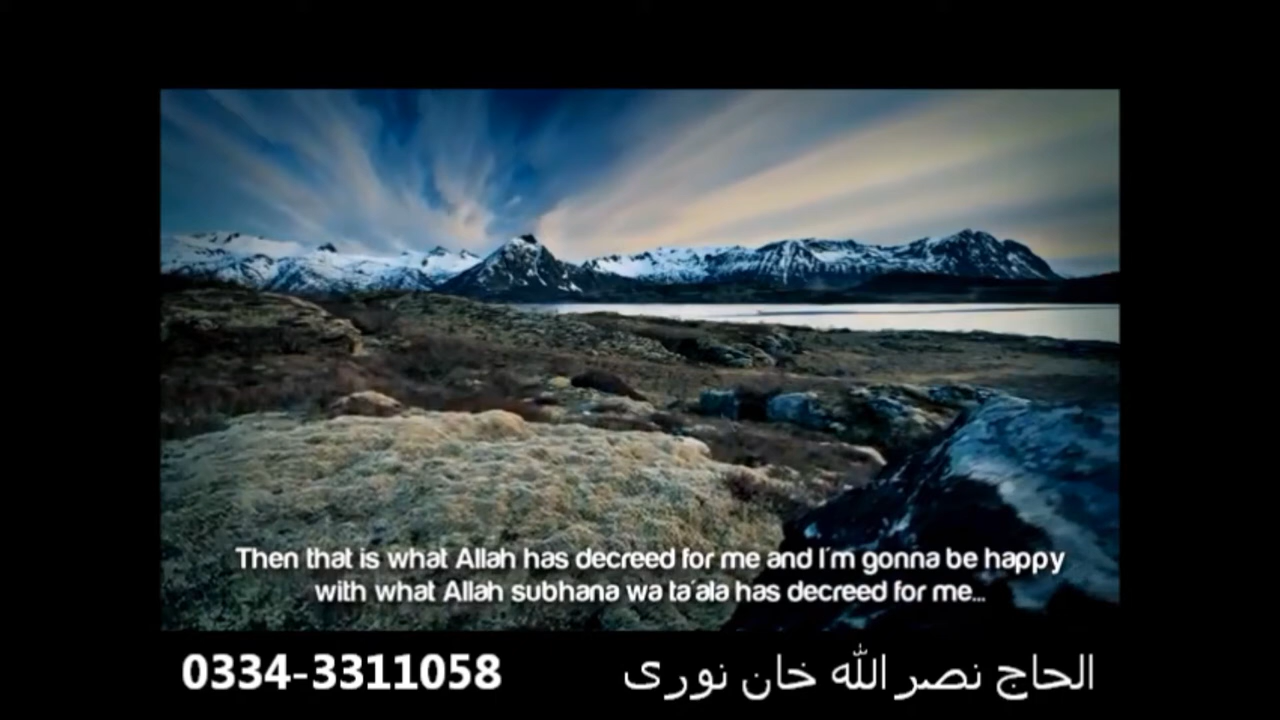 Then that is what Allah has decreed for me and I'm gonna be happy
with what Allah subhana wa ta'ala has decreed for me...
0334-3311058 الحاج نصر الله خان نوری